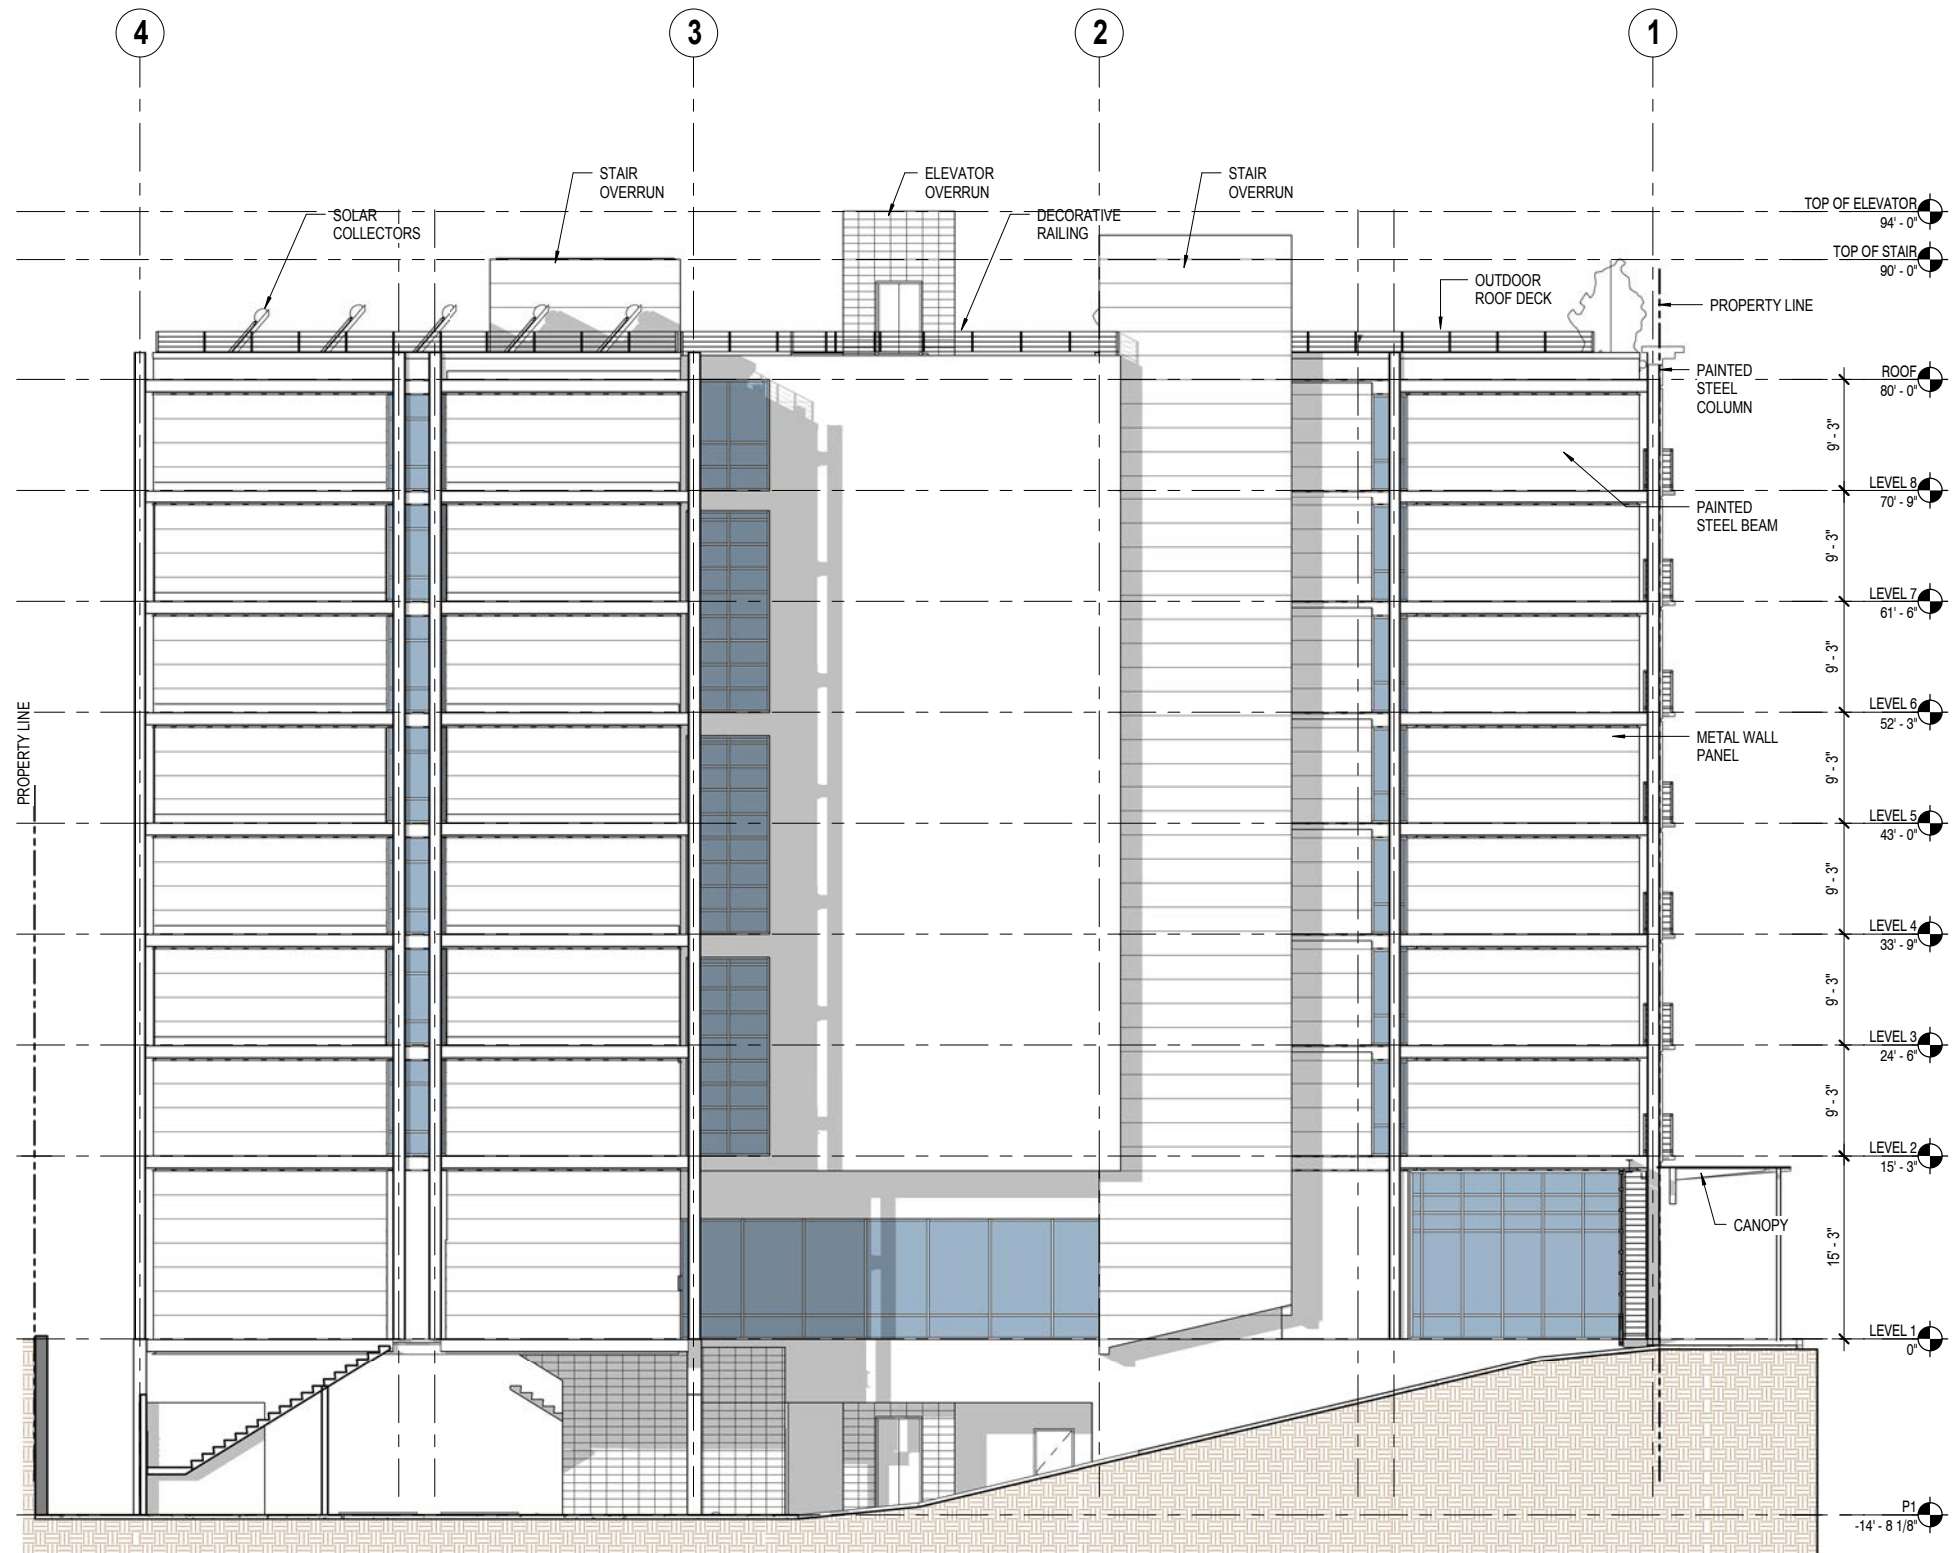 4
3
2
1
STAIR
OVERRUN
ELEVATOR
OVERRUN
STAIR
OVERRUN
SOLAR
COLLECTORS
DECORATIVE
RAILING
TOP OF ELEVATOR
94' - 0"
TOP OF STAIR
90' - 0"
OUTDOOR
ROOF DECK
PROPERTY LINE
PAINTED
STEEL
COLUMN
ROOF
80' - 0"
9' - 3"
LEVEL 8
70' - 9"
PAINTED
STEEL BEAM
9' - 3"
LEVEL 7
61' - 6"
9' - 3"
LEVEL 6
52' - 3"
PROPERTY LINE
METAL WALL
PANEL
9' - 3"
LEVEL 5
43' - 0"
9' - 3"
LEVEL 4
33' - 9"
9' - 3"
LEVEL 3
24' - 6"
9' - 3"
LEVEL 2
15' - 3"
CANOPY
15' - 3"
LEVEL 1
0"
P1
-14' - 8 1/8"